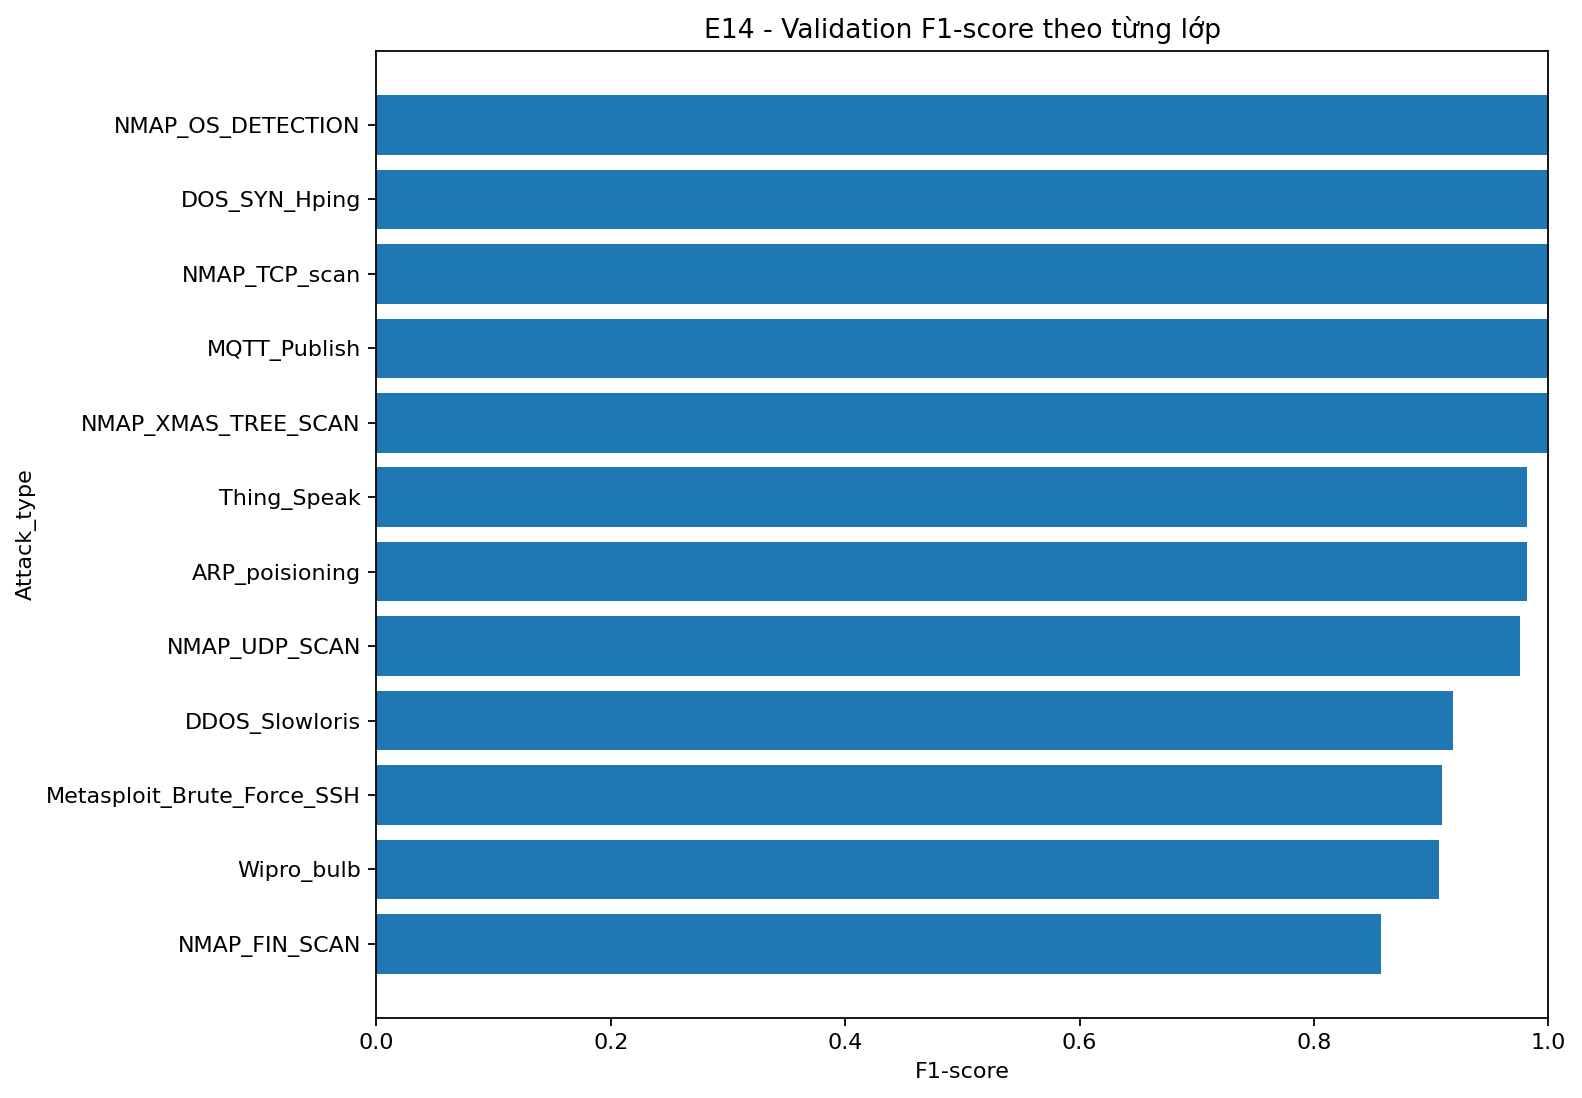 E14 - Validation F1-score theo từng lớp
Attack_type
NMAP_OS_DETECTION
DOS_SYN_Hping
NMAP_TCP_scan
MQTT_Publish
NMAP_XMAS_TREE_SCAN
Thing_Speak
ARP_poisioning
NMAP_UDP_SCAN
DDOS_Slowloris
Metasploit_Brute_Force_SSH
Wipro_bulb
NMAP_FIN_SCAN
0.0 0.2 0.4 0.6 0.8 1.0
F1-score